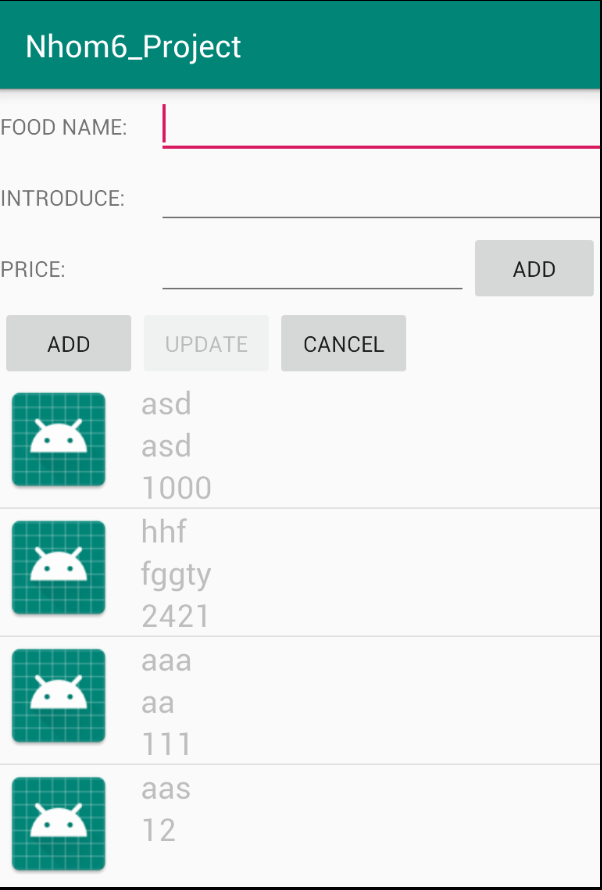 Nhom6_Project
FOOD NAME:
INTRODUCE:
PRICE: ADD
ADD UPDATE CANCEL
asd
asd
1000
hhf
fggty
2421
aaa
aa
111
aas
12